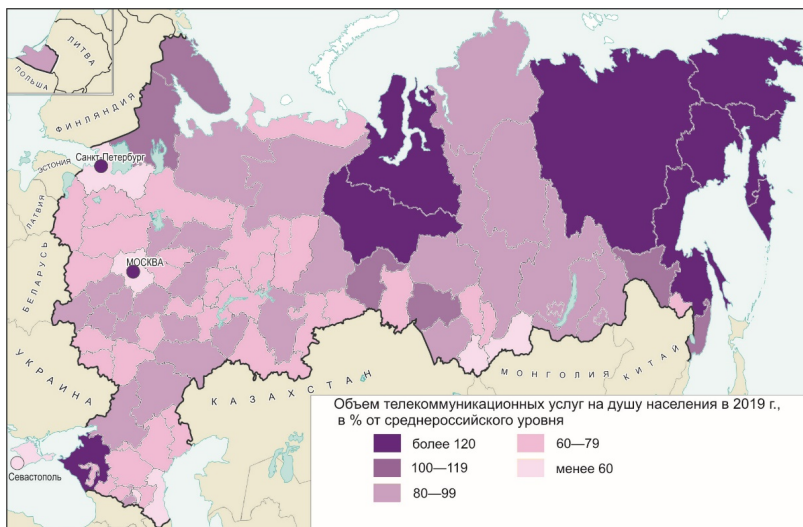 ЛИТВА
ПОЛЬША
ФИНЛЯНДИЯ
ЭСТОНИЯ
Санкт-Петербург
ЛАТВИЯ
БЕЛАРУСЬ
МОСКВА
УКРАИНА
КАЗАХСТАН
МОНГОЛИЯ
КИТАЙ
Севастополь
Объем телекоммуникационных услуг на душу населения в 2019 г.,
в % от среднероссийского уровня
более 120
100—119
80—99
60—79
менее 60